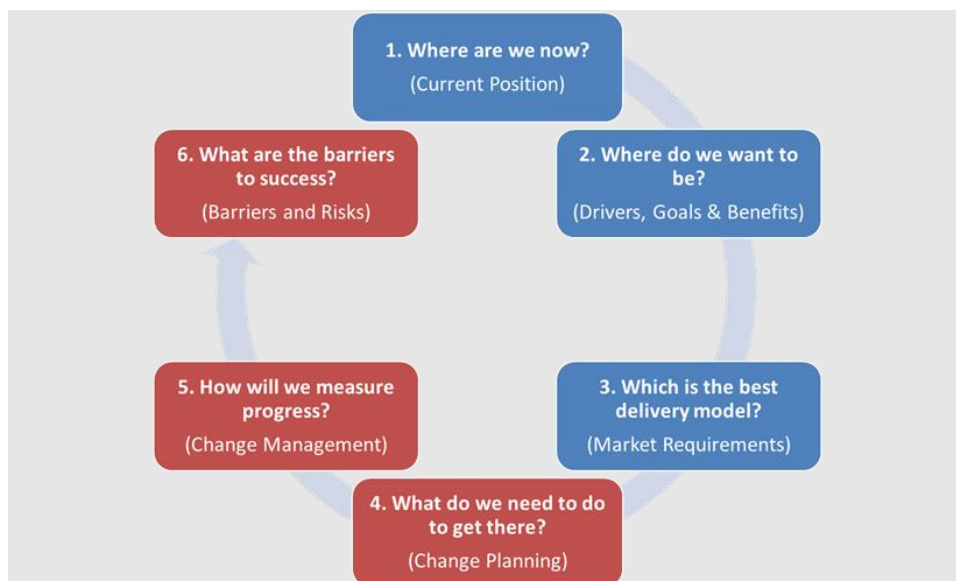 1. Where are we now?
(Current Position)
2. Where do we want to
be?
(Drivers, Goals & Benefits)
3. Which is the best
delivery model?
(Market Requirements)
4. What do we need to do
to get there?
(Change Planning)
5. How will we measure
progress?
(Change Management)
6. What are the barriers
to success?
(Barriers and Risks)